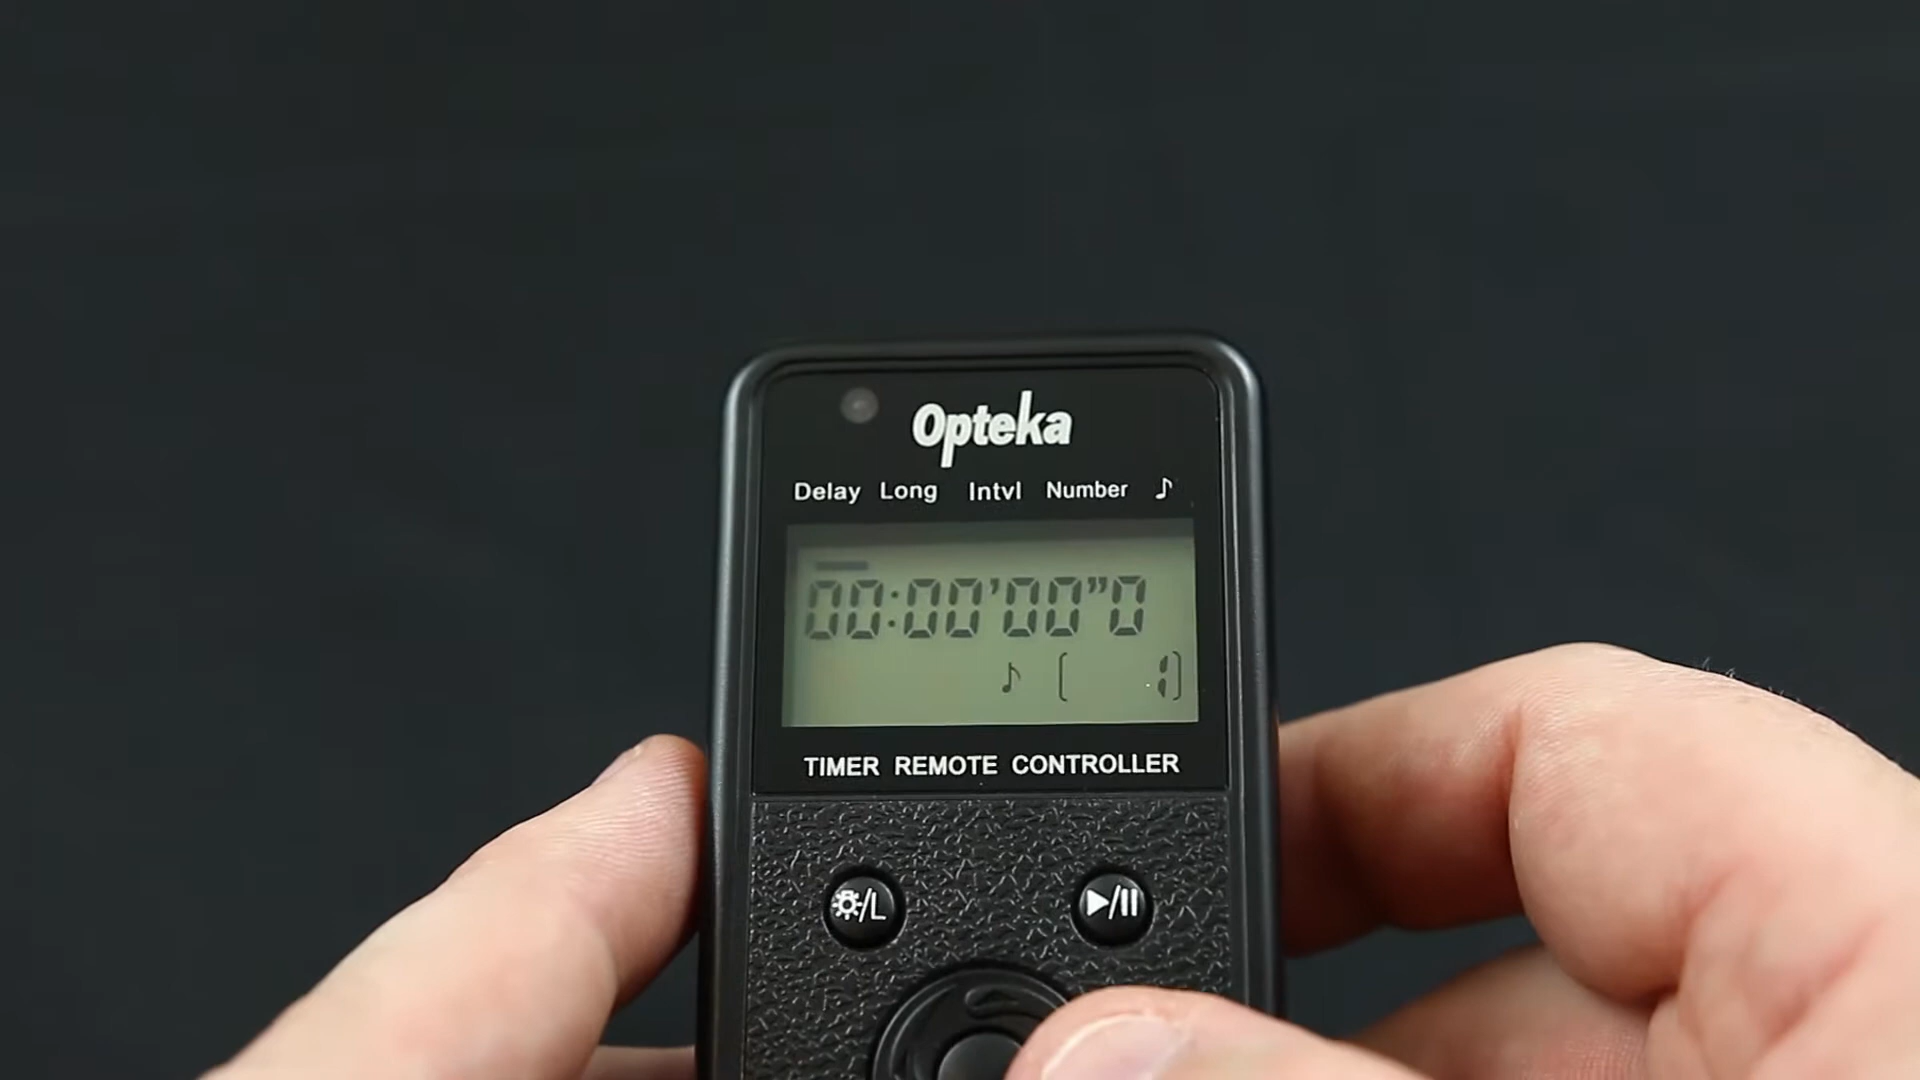 Opteka
Delay Long Intvl Number ♪
00:00'00"0
♪ [ 1]
TIMER REMOTE CONTROLLER
/L ▶/II